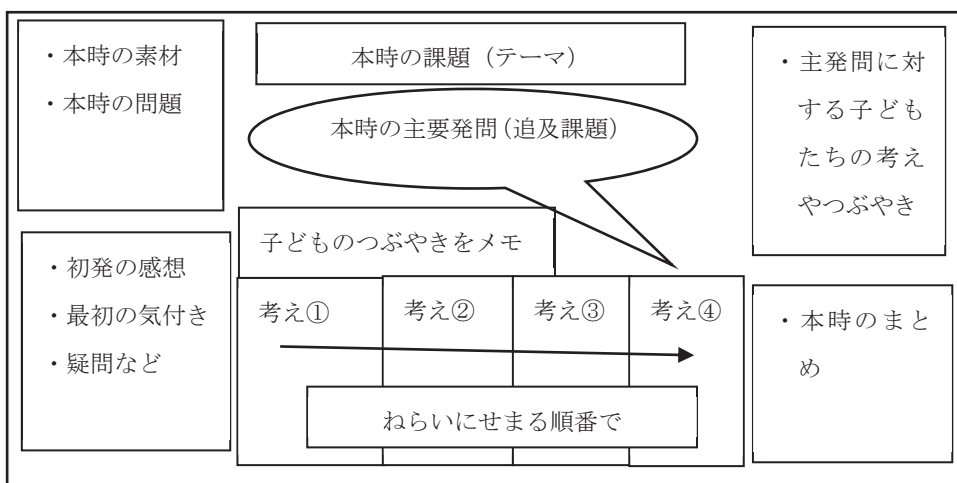 ・本時の素材
・本時の問題
本時の課題（テーマ）
本時の主要発問（追及課題）
・主発問に対
する子ども
たちの考え
やつぶやき
・初発の感想
・最初の気付き
・疑問など
子どものつぶやきをメモ
考え①
考え②
考え③
考え④
ねらいにせまる順番で
・本時のまと
め